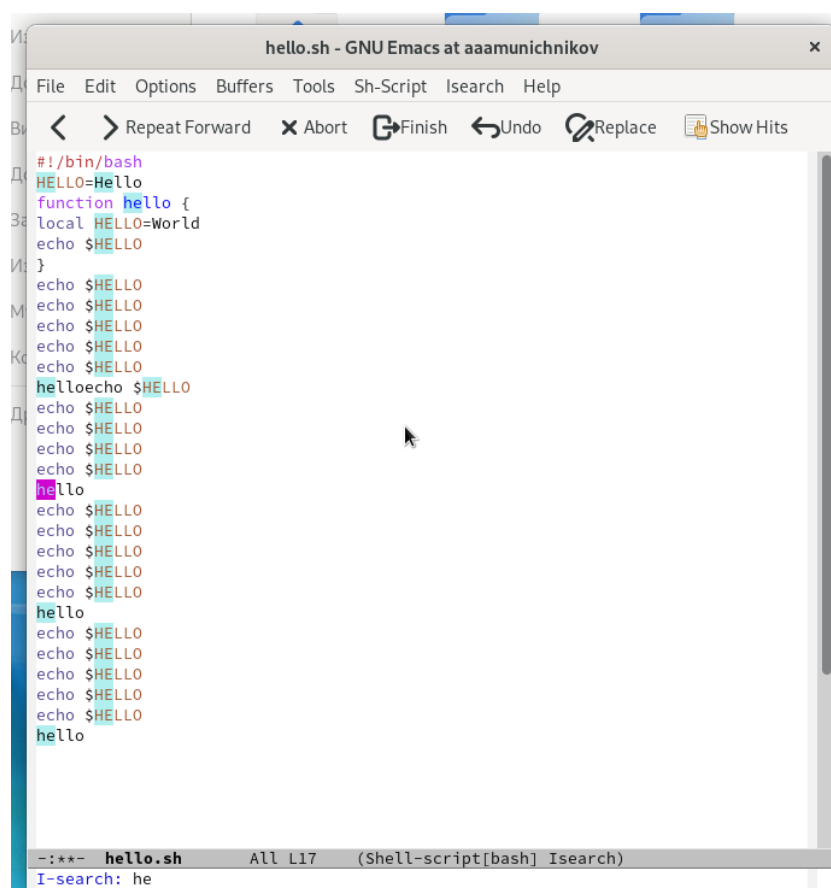 hello.sh - GNU Emacs at aaamunichnikov ×
File Edit Options Buffers Tools Sh-Script Isearch Help
Repeat Forward Abort Finish Undo Replace Show Hits
#!/bin/bash
HELLO=Hello
function hello {
local HELLO=World
echo $HELLO
}
echo $HELLO
echo $HELLO
echo $HELLO
echo $HELLO
echo $HELLO
helloecho $HELLO
echo $HELLO
echo $HELLO
echo $HELLO
echo $HELLO
hello
echo $HELLO
echo $HELLO
echo $HELLO
echo $HELLO
echo $HELLO
hello
echo $HELLO
echo $HELLO
echo $HELLO
echo $HELLO
echo $HELLO
hello
-:**- hello.sh All L17 (Shell-script[bash] Isearch)
I-search: he